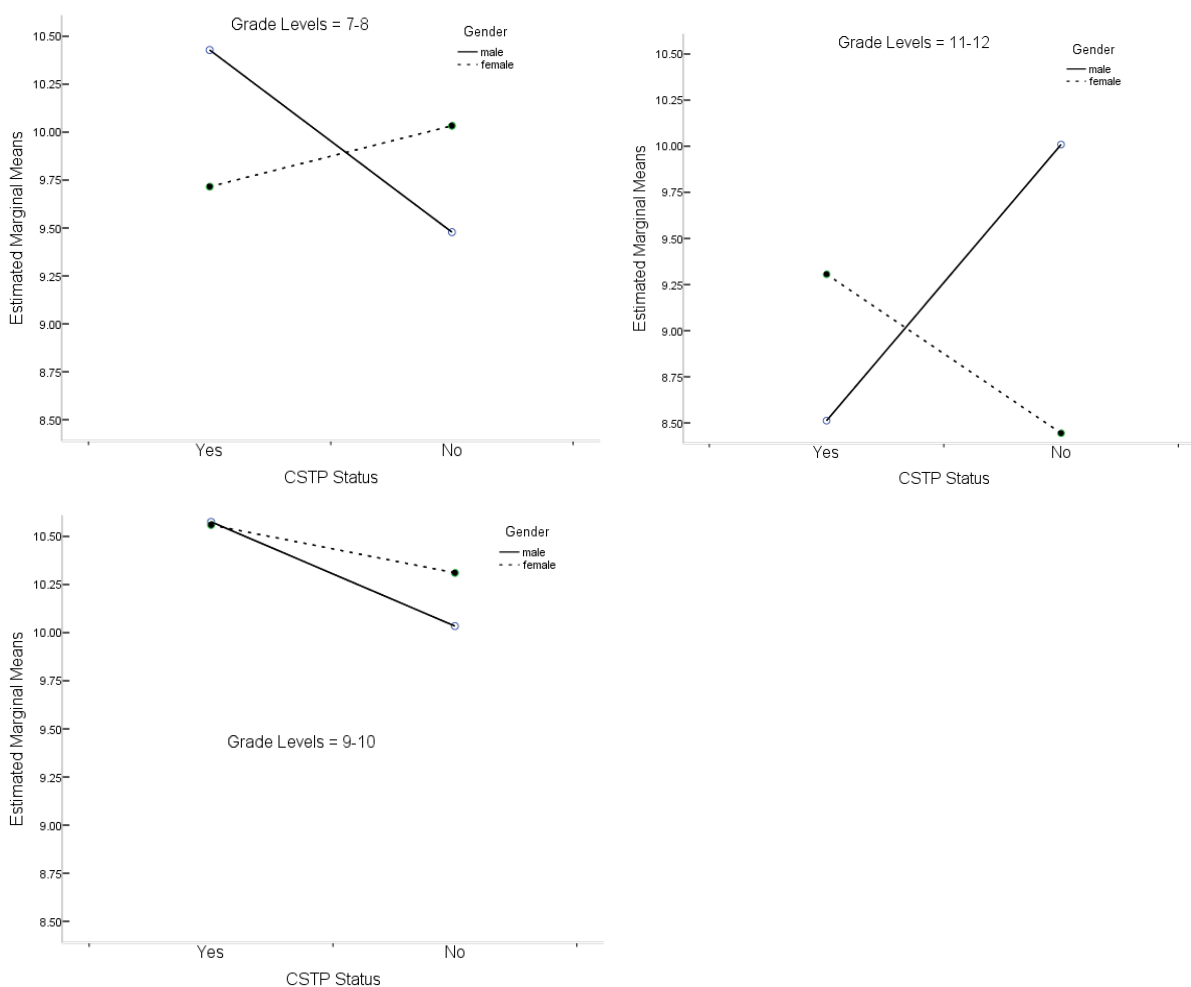 Grade Levels = 7-8
Gender
male
female
10.50
10.25
10.00
9.75
9.50
9.25
9.00
8.75
8.50
Estimated Marginal Means
Yes No
CSTP Status
Grade Levels = 11-12
Gender
male
female
10.50
10.25
10.00
9.75
9.50
9.25
9.00
8.75
8.50
Estimated Marginal Means
Yes No
CSTP Status
Gender
male
female
10.50
10.25
10.00
9.75
9.50
9.25
9.00
8.75
8.50
Estimated Marginal Means
Grade Levels = 9-10
Yes No
CSTP Status